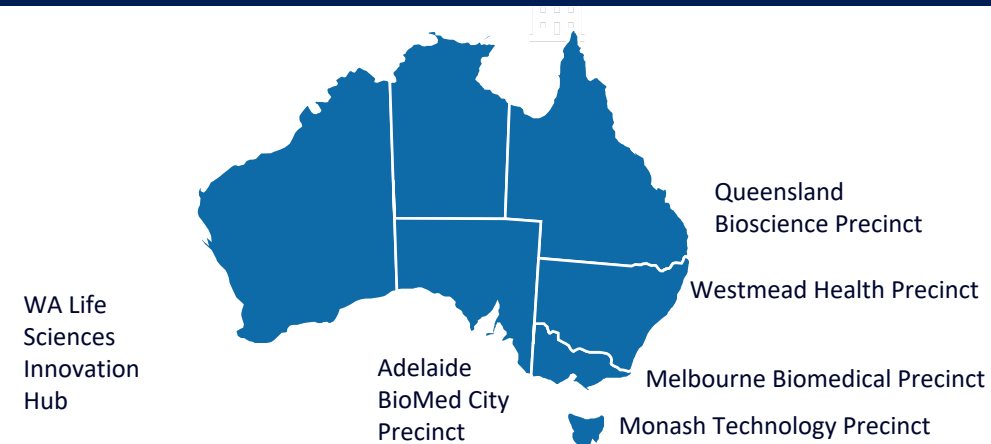 Queensland
Bioscience Precinct
Westmead Health Precinct
WA Life
Sciences
Innovation
Hub
Adelaide
BioMed City
Precinct
Melbourne Biomedical Precinct
Monash Technology Precinct